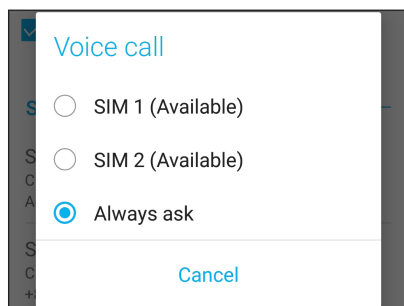 Voice call
SIM 1 (Available)
SIM 2 (Available)
Always ask
Cancel